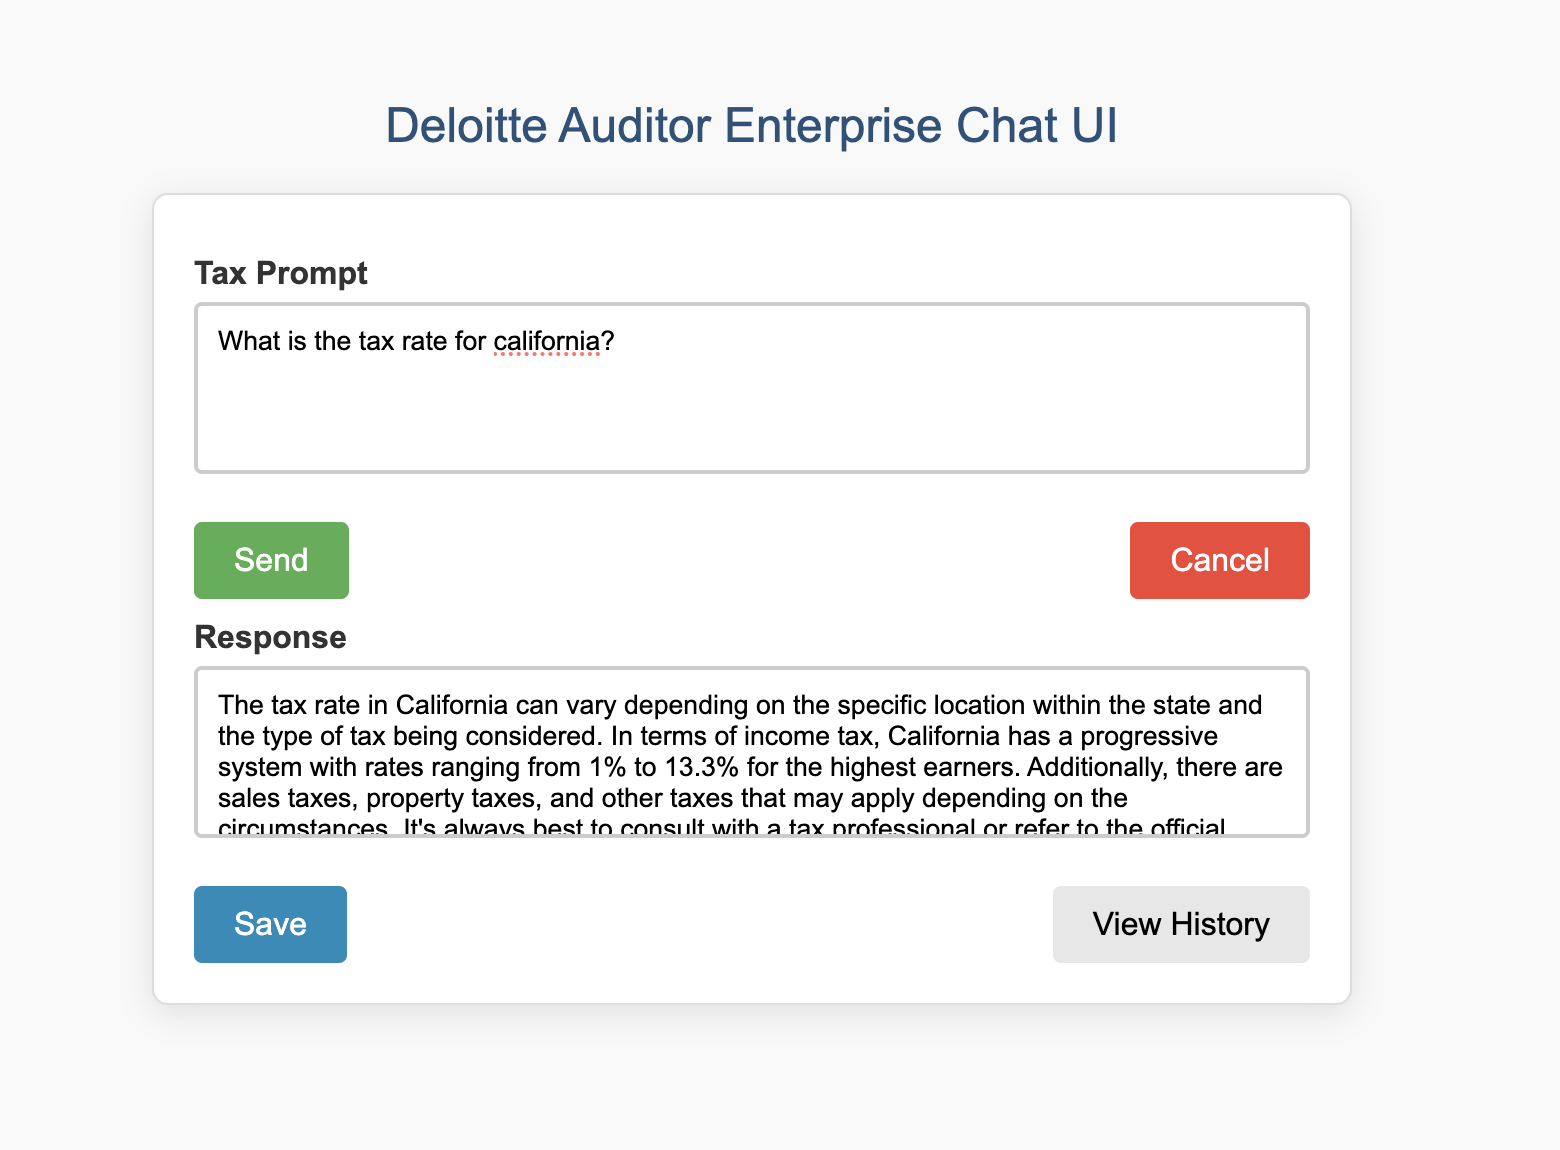 Deloitte Auditor Enterprise Chat UI
Tax Prompt
What is the tax rate for california?
Send
Cancel
Response
The tax rate in California can vary depending on the specific location within the state and
the type of tax being considered. In terms of income tax, California has a progressive
system with rates ranging from 1% to 13.3% for the highest earners. Additionally, there are
sales taxes, property taxes, and other taxes that may apply depending on the
circumstances. It's always best to consult with a tax professional or refer to the official
Save
View History